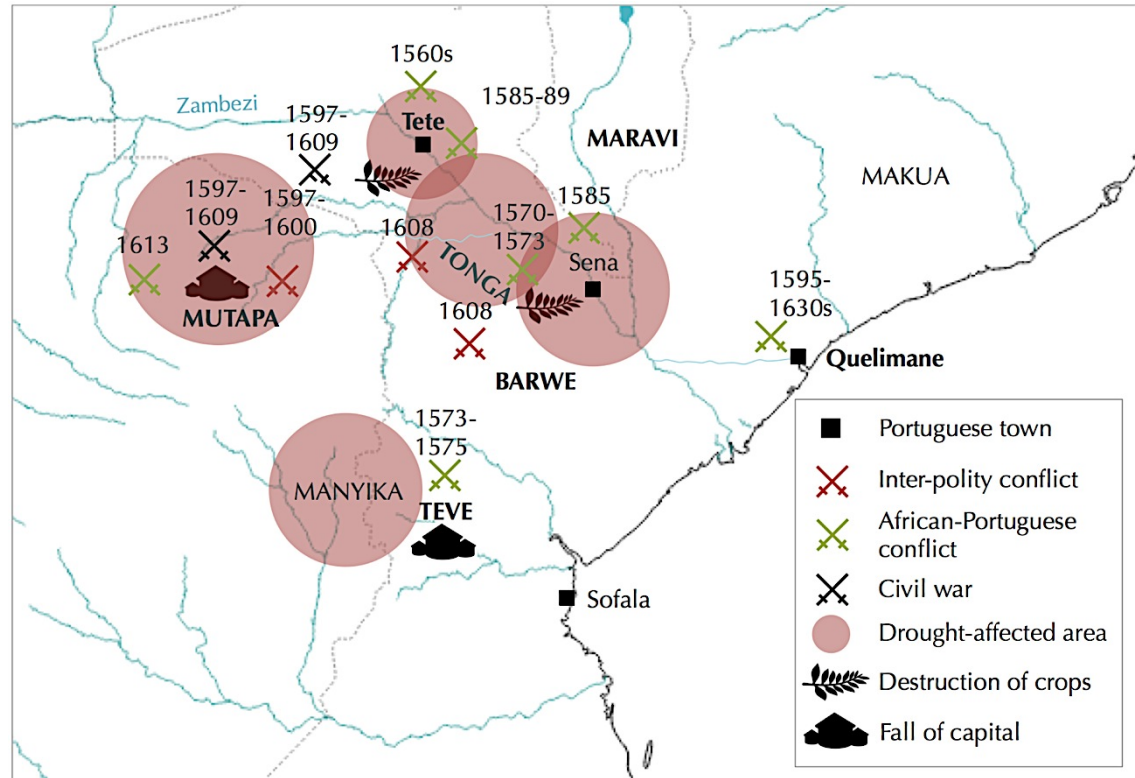 1560s
Zambezi
1597-
1609
Tete
1585-89
MARAVI
MAKUA
1597-
1609
1597-
1600
1613
MUTAPA
1608
1570-
1573
TONGA
1585
Sena
1608
BARWE
1595-
1630s
Quelimane
1573-
1575
MANYIKA
TEVE
Sofala
Portuguese town
Inter-polity conflict
African-Portuguese
conflict
Civil war
Drought-affected area
Destruction of crops
Fall of capital